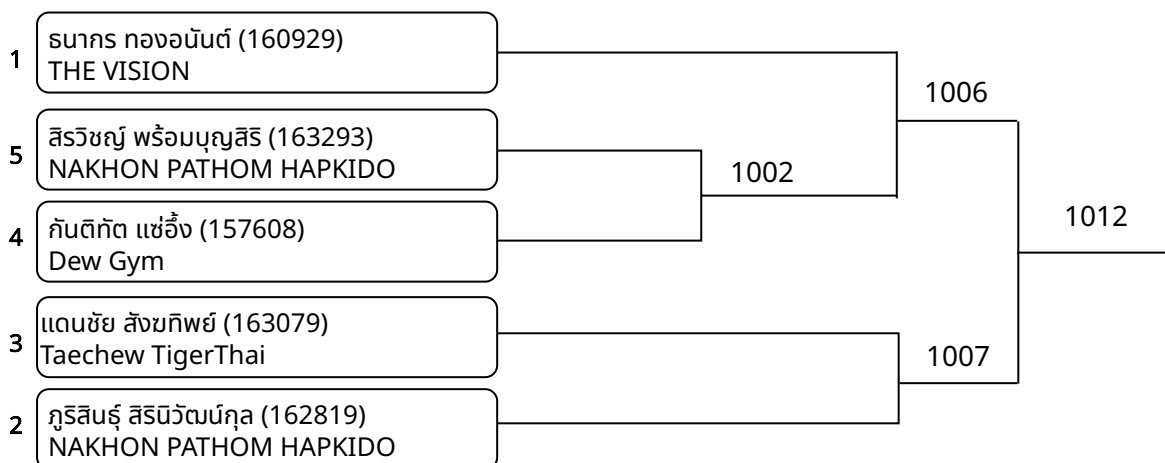 1
ธนากร ทองอนันต์ (160929)
THE VISION
1006
5
สิรวิชญ์ พร้อมบุญสิริ (163293)
NAKHON PATHOM HAPKIDO
1002
4
กันติทัต แซ่อึ้ง (157608)
Dew Gym
1012
3
แดนชัย สังฆทิพย์ (163079)
Taechew TigerThai
1007
2
ภูริสินธุ์ สิรินิวัฒน์กุล (162819)
NAKHON PATHOM HAPKIDO